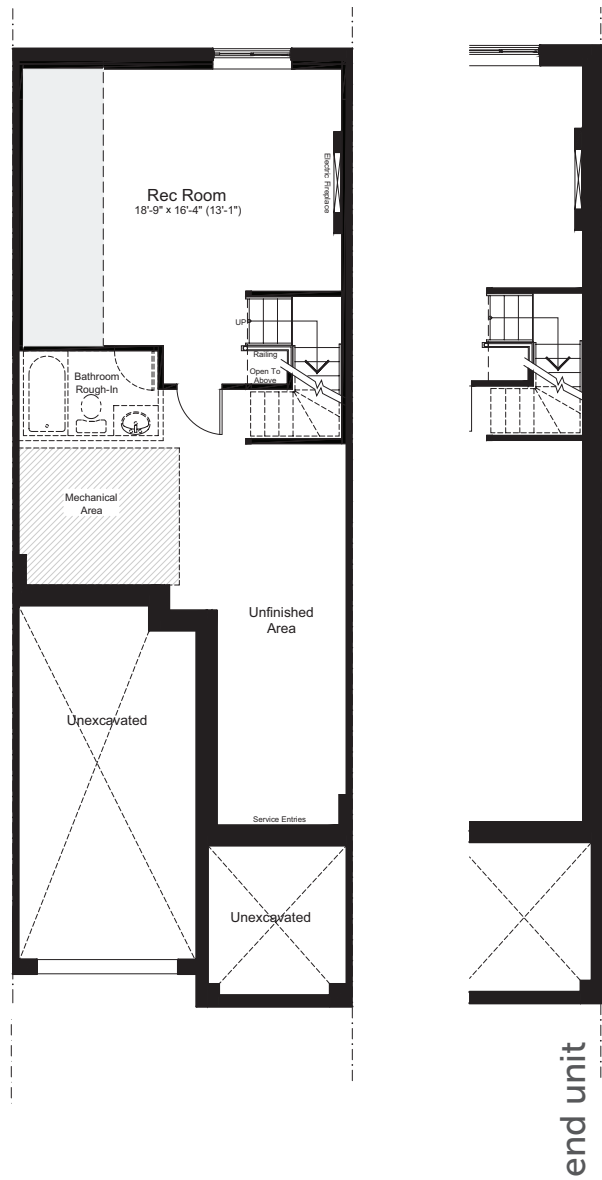 Rec Room
18'-9" x 16'-4" (13'-1")
Electric Fireplace
UP
Railing
Open To
Above
Bathroom
Rough-In
Mechanical
Area
Unfinished
Area
Unexcavated
Service Entries
Unexcavated
end unit